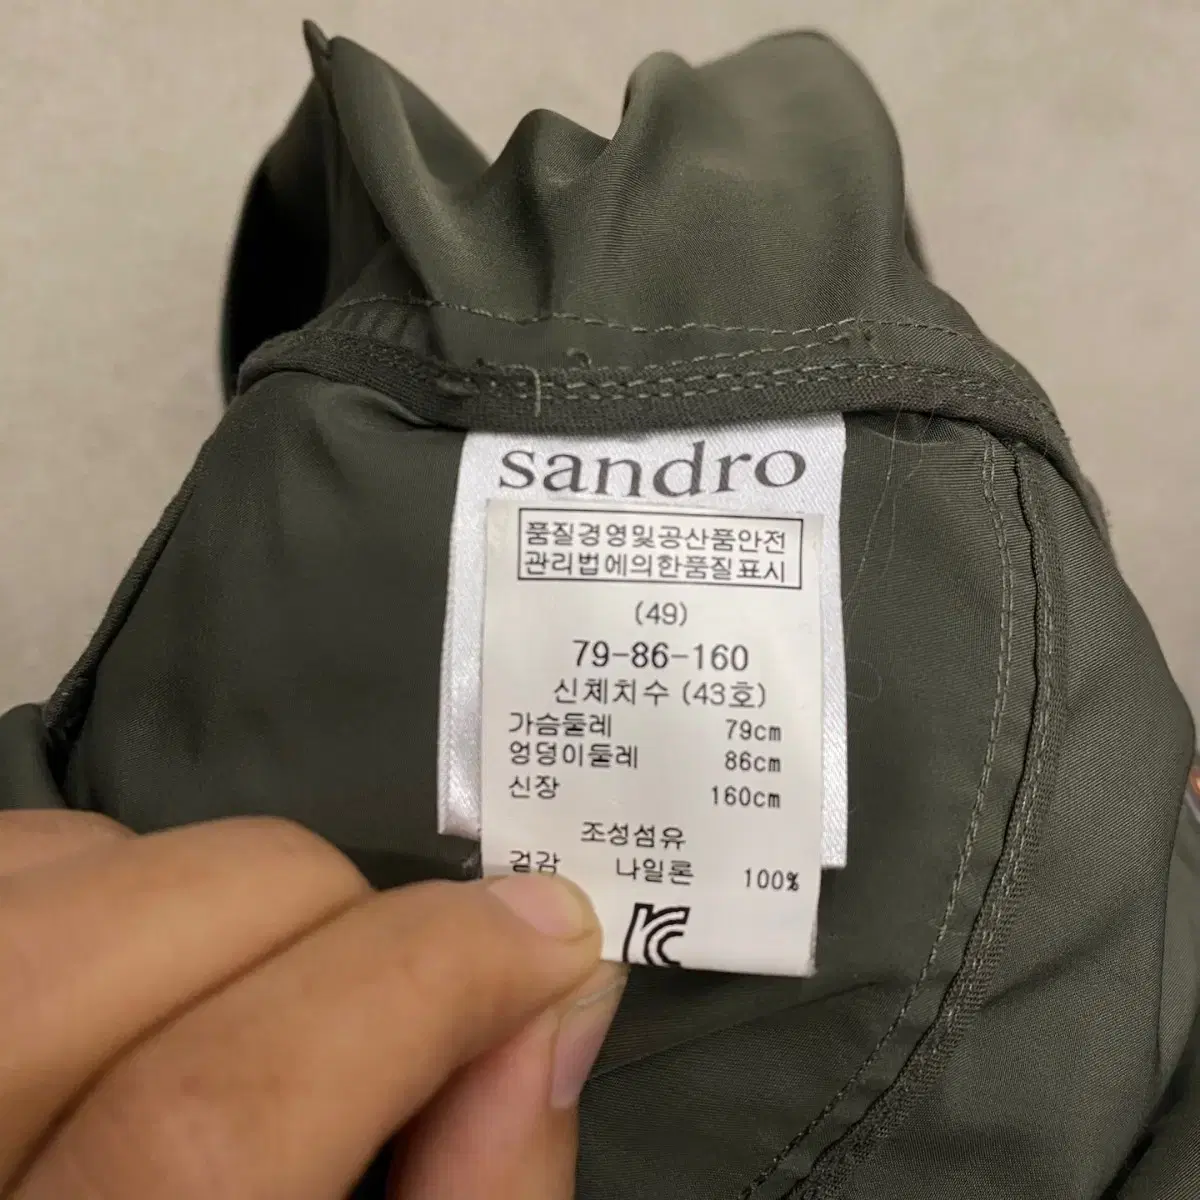 sandro
품질경영및공산품안전
관리법에의한품질표시
(49)
79-86-160
신체치수 (43호)
가슴둘레 79cm
엉덩이둘레 86cm
신장 160cm
조성섬유
겉감 나일론 100%